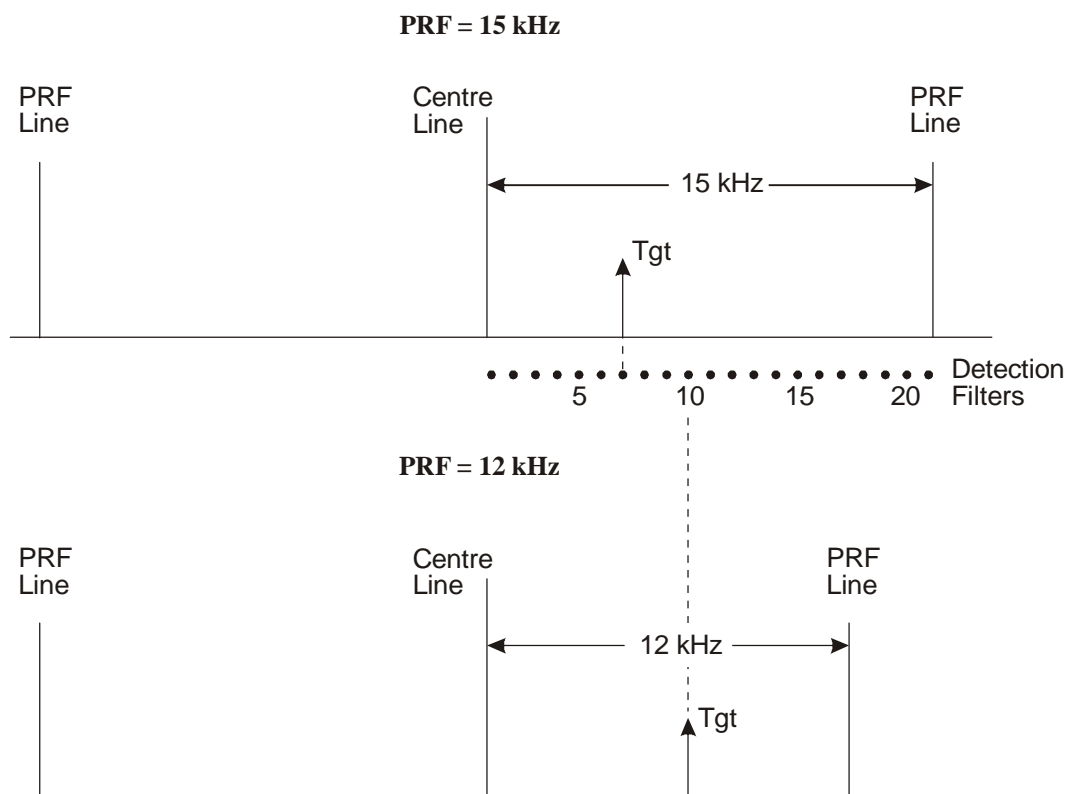 PRF = 15 kHz
PRF
Line
Centre
Line
PRF
Line
15 kHz
Tgt
5 10 15 20
Detection
Filters
PRF = 12 kHz
PRF
Line
Centre
Line
PRF
Line
12 kHz
Tgt